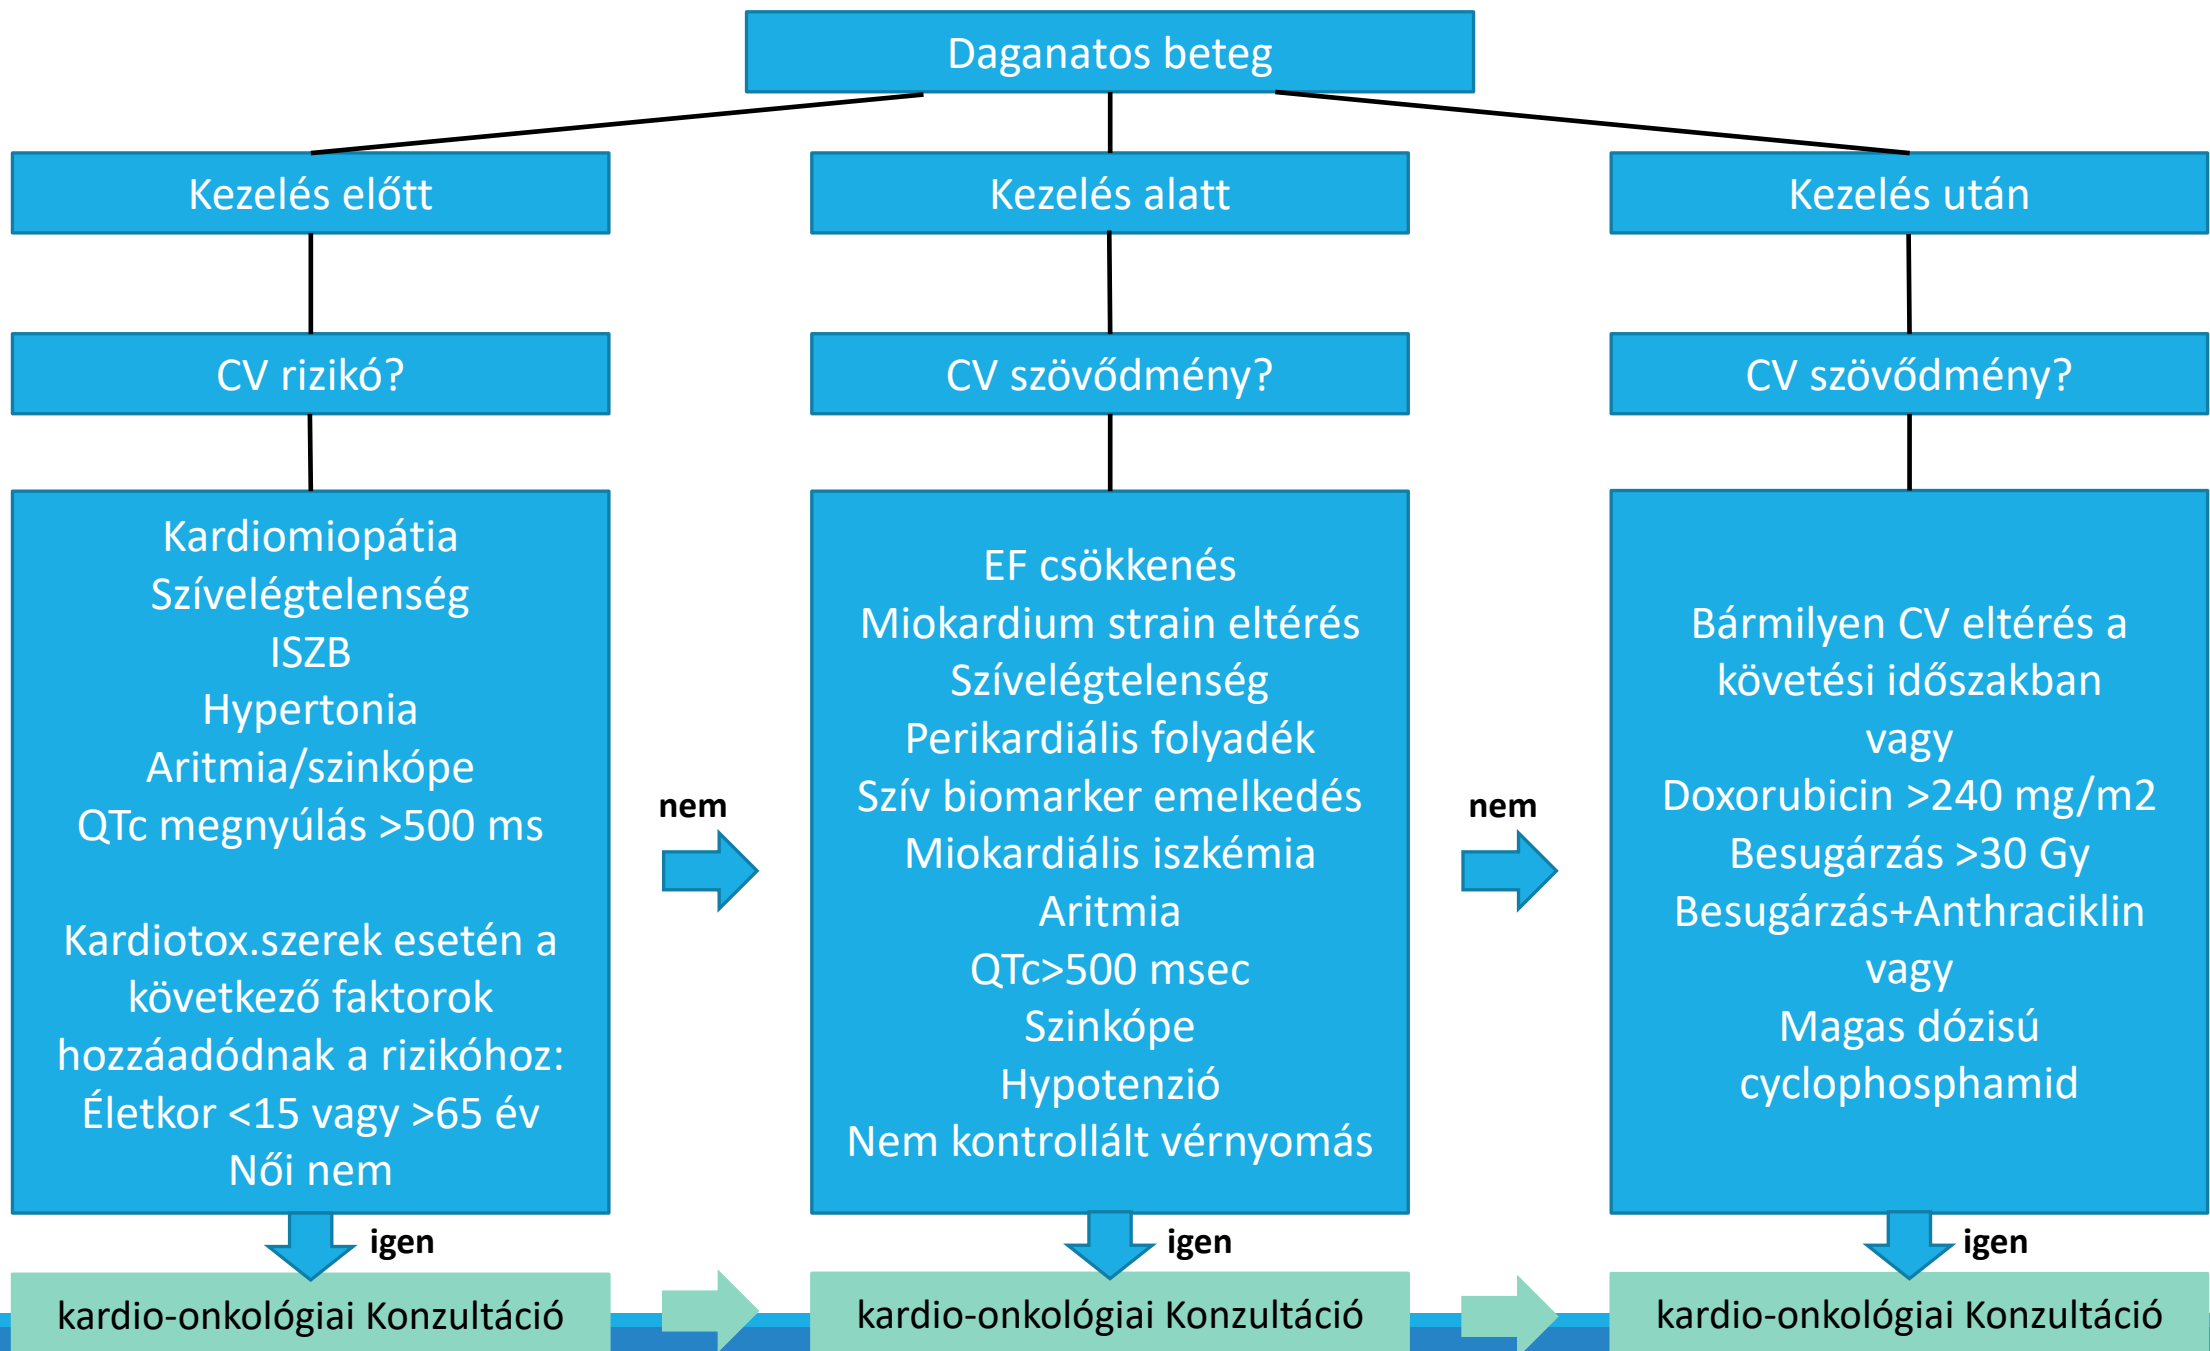 Daganatos beteg
Kezelés előtt
Kezelés alatt
Kezelés után
CV rizikó?
CV szövődmény?
CV szövődmény?
Kardiomiopátia
Szívelégtelenség
ISZB
Hypertonia
Aritmia/szinkópe
QTc megnyúlás >500 ms
Kardiotox.szerek esetén a
következő faktorok
hozzáadódnak a rizikóhoz:
Életkor <15 vagy >65 év
Női nem
nem
EF csökkenés
Miokardium strain eltérés
Szívelégtelenség
Perikardiális folyadék
Szív biomarker emelkedés
Miokardiális iszkémia
Aritmia
QTc>500 msec
Szinkópe
Hypotenzió
Nem kontrollált vérnyomás
nem
Bármilyen CV eltérés a
követési időszakban
vagy
Doxorubicin >240 mg/m2
Besugárzás >30 Gy
Besugárzás+Anthraciklin
vagy
Magas dózisú
cyclophosphamid
igen
igen
igen
kardio-onkológiai Konzultáció
kardio-onkológiai Konzultáció
kardio-onkológiai Konzultáció